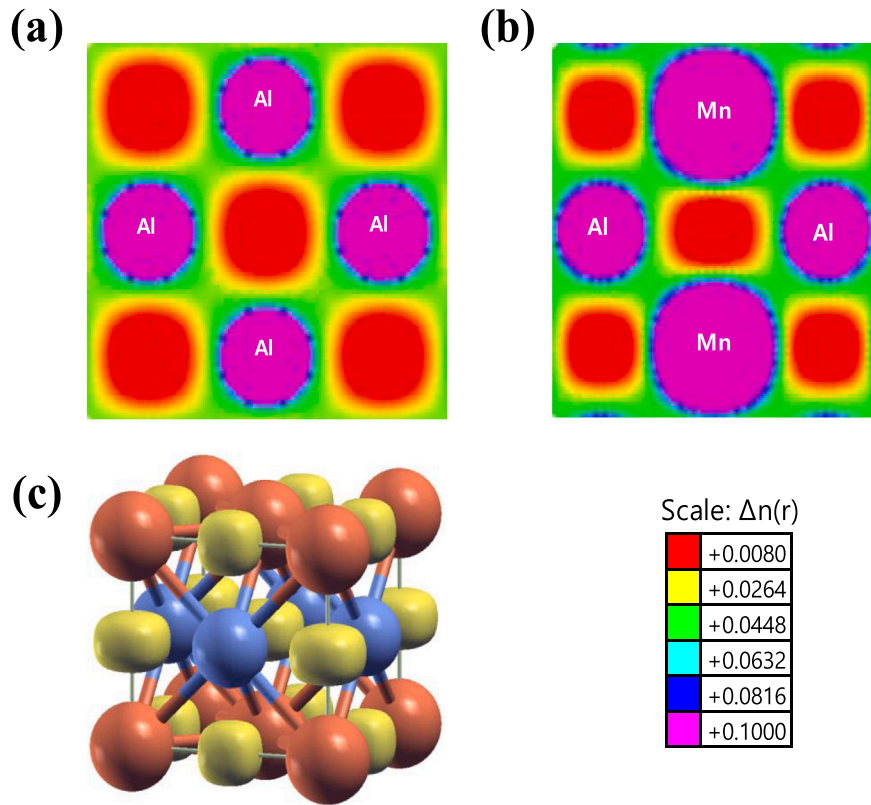 (a)
(b)
Al
Al
Al
Al
Mn
Al
Al
Mn
(c)
Scale: Δn(r)
+0.0080
+0.0264
+0.0448
+0.0632
+0.0816
+0.1000